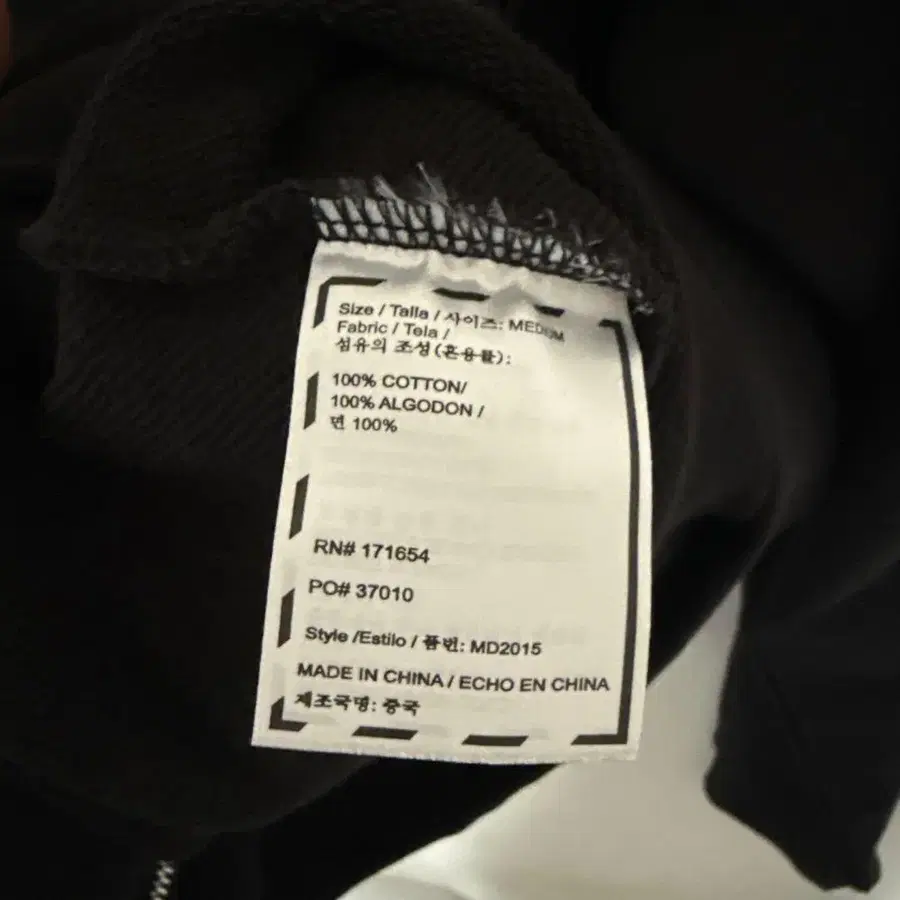 Size / Talla / 사이즈: MEDIUM
Fabric / Tela /
섬유의 조성(혼용률):
100% COTTON/
100% ALGODON /
면 100%
RN# 171654
PO# 37010
Style /Estilo / 품번: MD2015
MADE IN CHINA / ECHO EN CHINA
제조국명: 중국